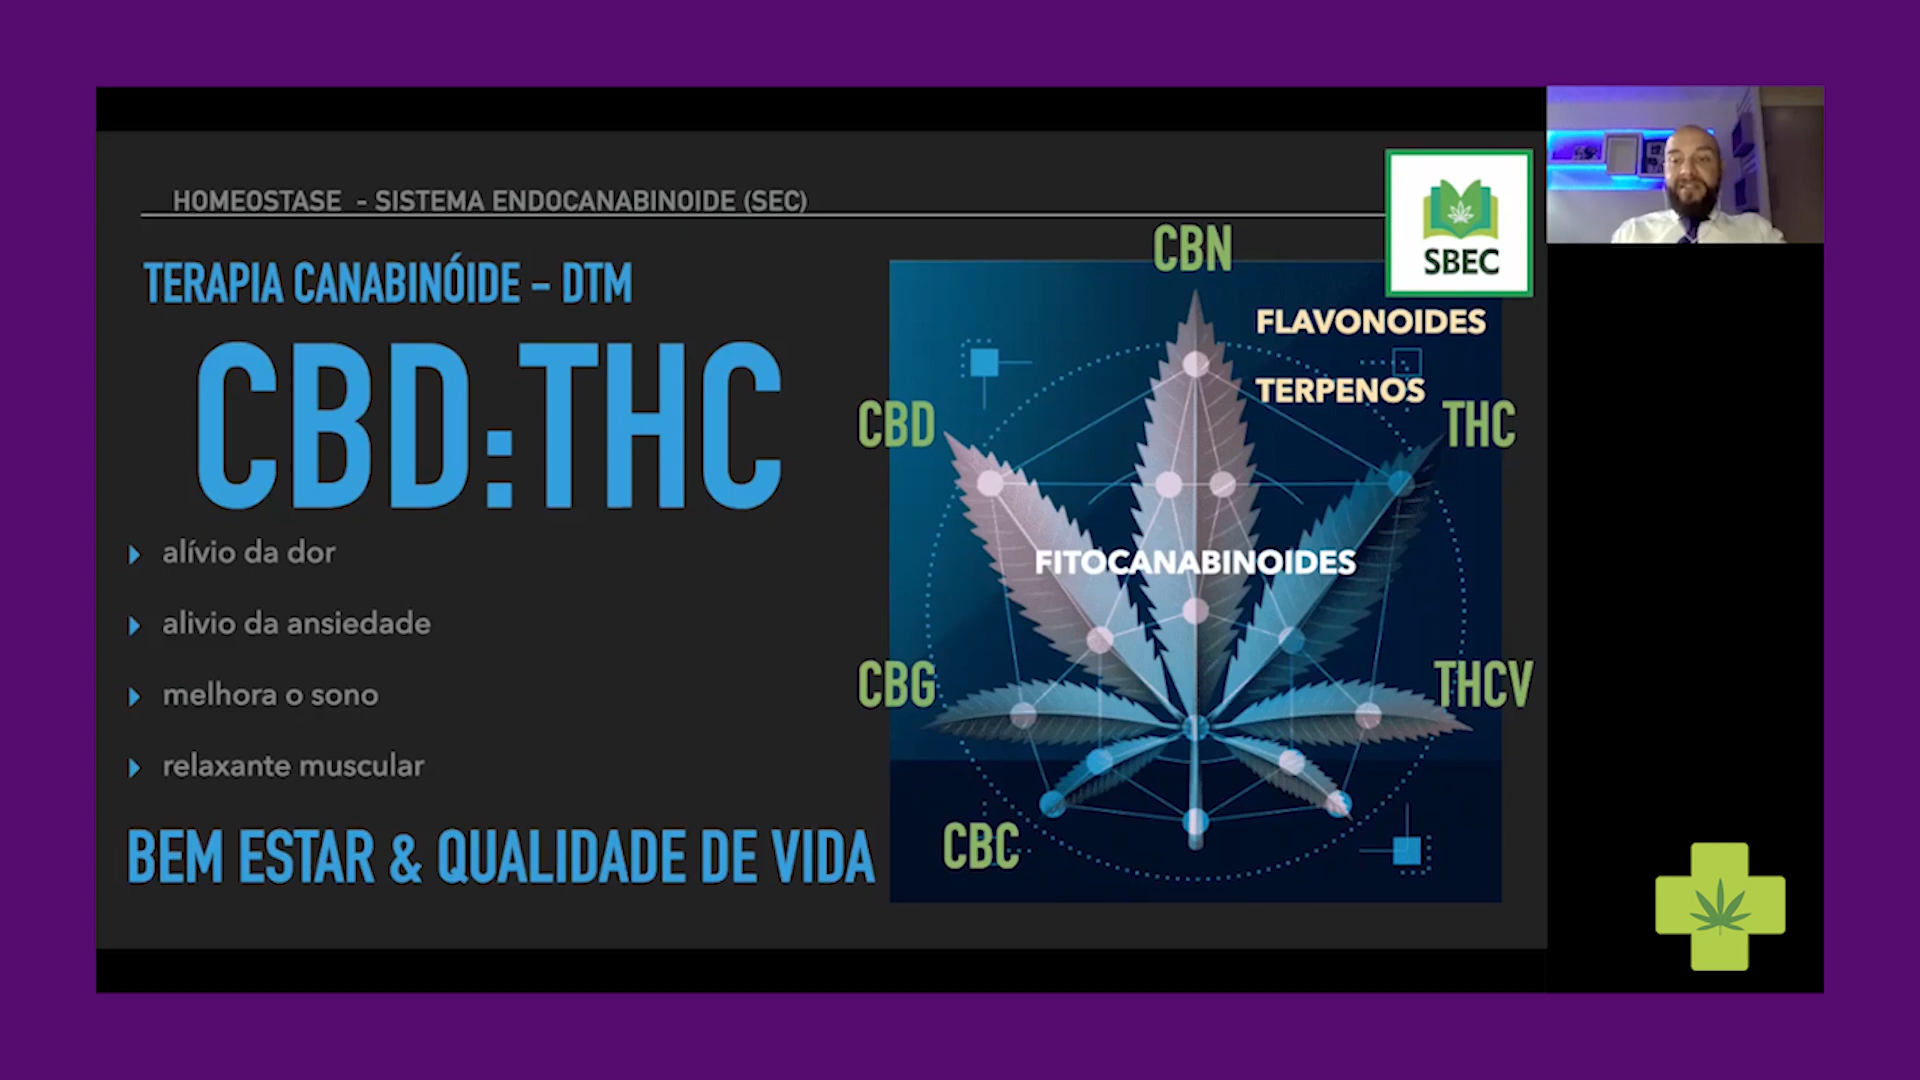 HOMEOSTASE - SISTEMA ENDOCANABINOIDE (SEC)
SBEC
TERAPIA CANABINÓIDE - DTM
CBD:THC
alívio da dor
alivio da ansiedade
melhora o sono
relaxante muscular
BEM ESTAR & QUALIDADE DE VIDA
CBN
FLAVONOIDES
TERPENOS
CBD
THC
FITOCANABINOIDES
CBG
THCV
CBC